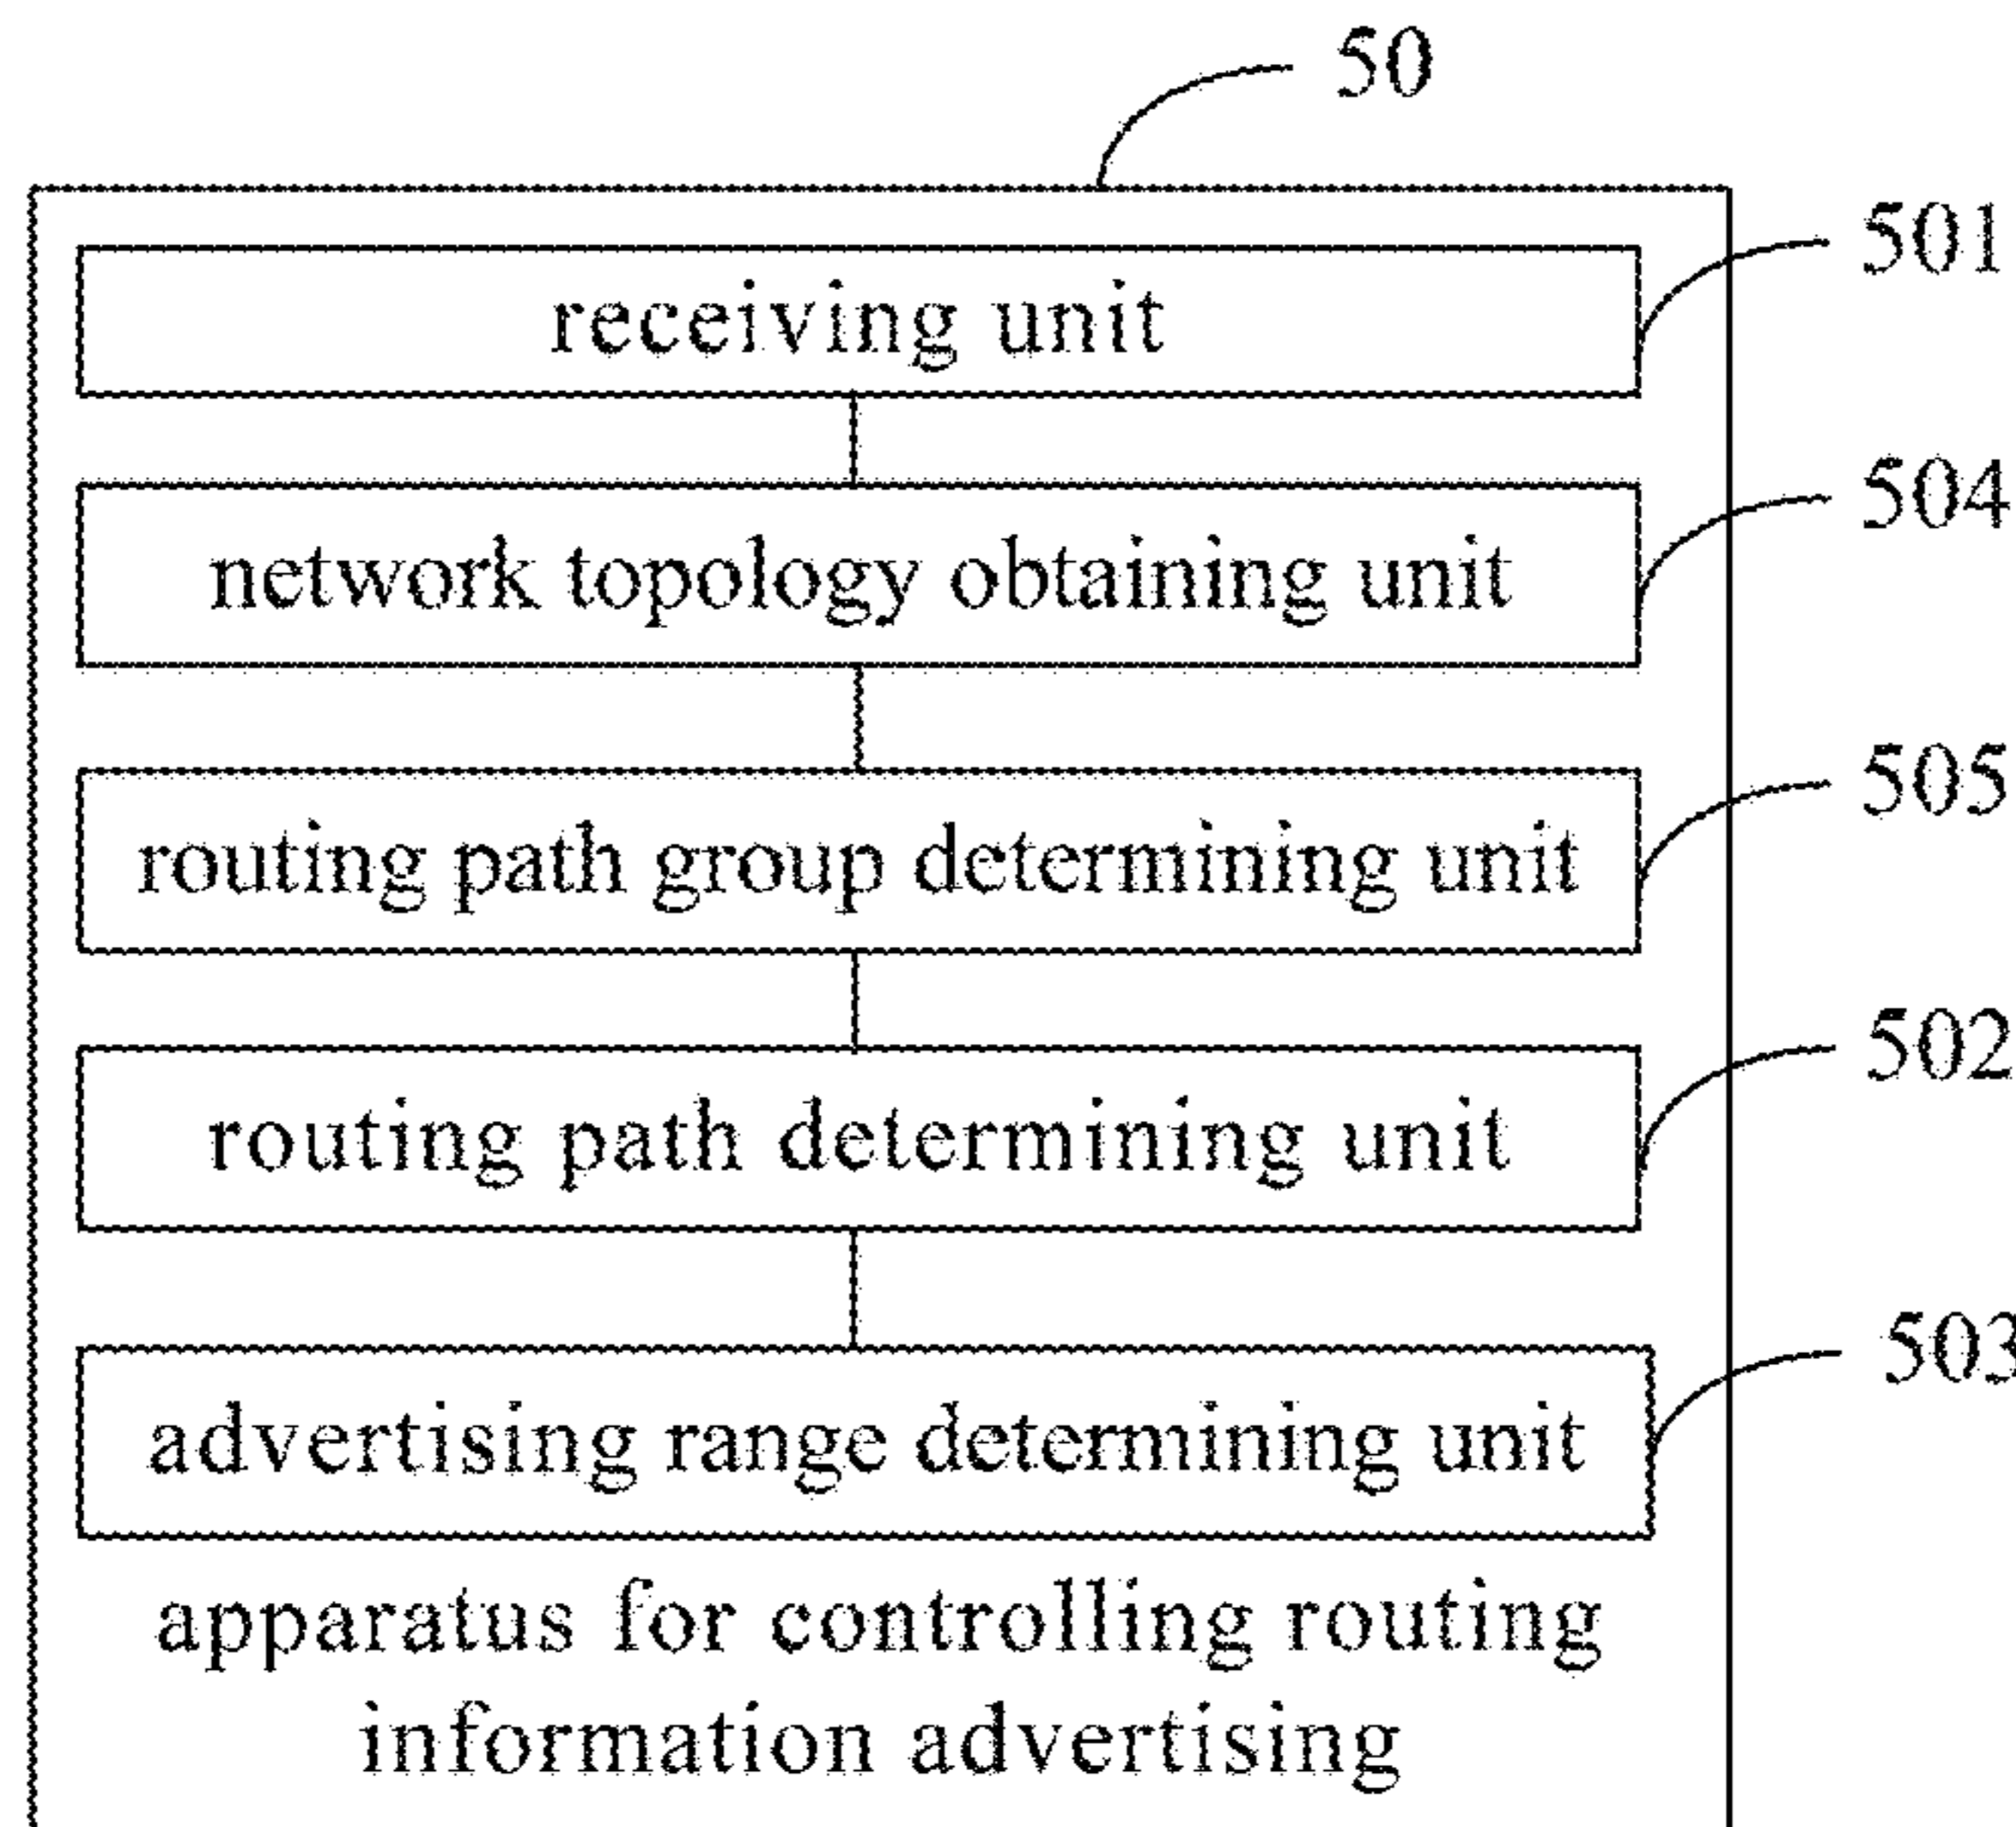 50
receiving unit
501
network topology obtaining unit
504
routing path group determining unit
505
routing path determining unit
502
advertising range determining unit
503
apparatus for controlling routing
information advertising